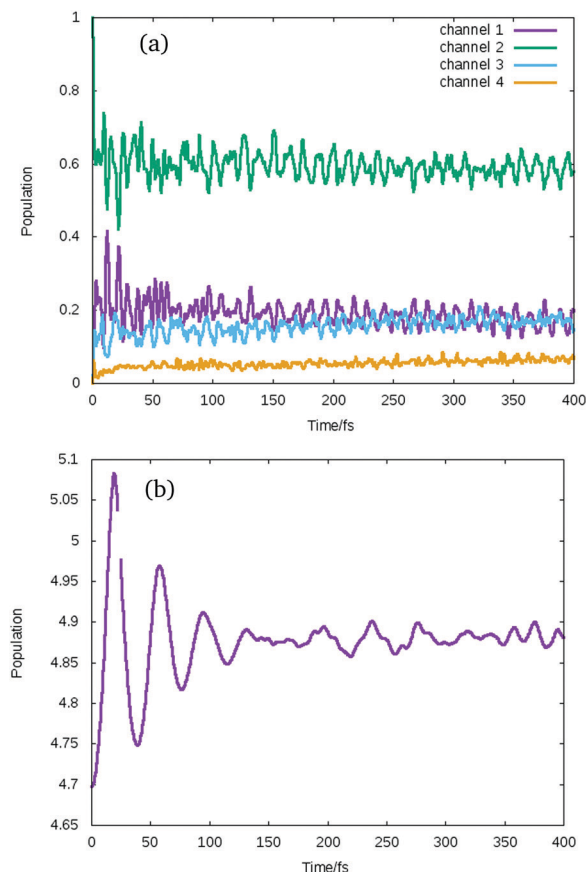 (a)
channel 1
channel 2
channel 3
channel 4
1
0.8
0.6
0.4
0.2
0
Population
0 50 100 150 200 250 300 350 400
Time/fs
(b)
5.1
5.05
5
4.95
4.9
4.85
4.8
4.75
4.7
4.65
Population
0 50 100 150 200 250 300 350 400
Time/fs